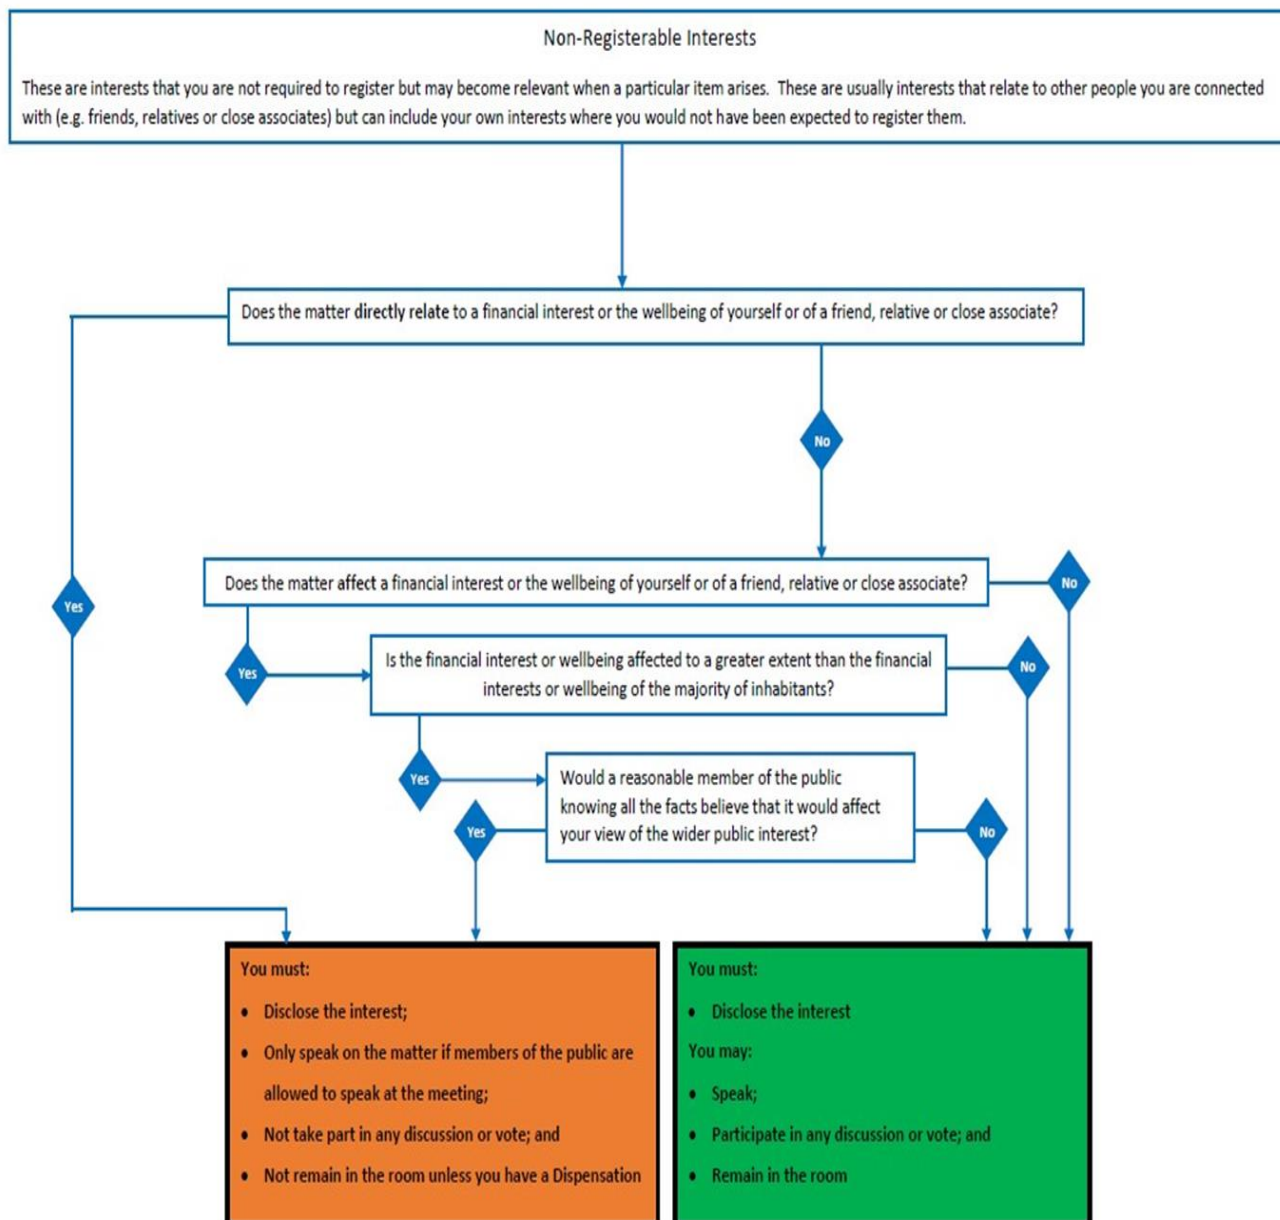 Non-Registerable Interests
These are interests that you are not required to register but may become relevant when a particular item arises. These are usually interests that relate to other people you are connected
with (e.g. friends, relatives or close associates) but can include your own interests where you would not have been expected to register them.
Does the matter directly relate to a financial interest or the wellbeing of yourself or of a friend, relative or close associate?
No
Yes
Does the matter affect a financial interest or the wellbeing of yourself or of a friend, relative or close associate?
No
Yes
Is the financial interest or wellbeing affected to a greater extent than the financial
interests or wellbeing of the majority of inhabitants?
No
Yes
Would a reasonable member of the public
knowing all the facts believe that it would affect
your view of the wider public interest?
Yes
No
You must:
• Disclose the interest;
• Only speak on the matter if members of the public are
allowed to speak at the meeting;
• Not take part in any discussion or vote; and
• Not remain in the room unless you have a Dispensation
You must:
• Disclose the interest
You may:
• Speak;
• Participate in any discussion or vote; and
• Remain in the room